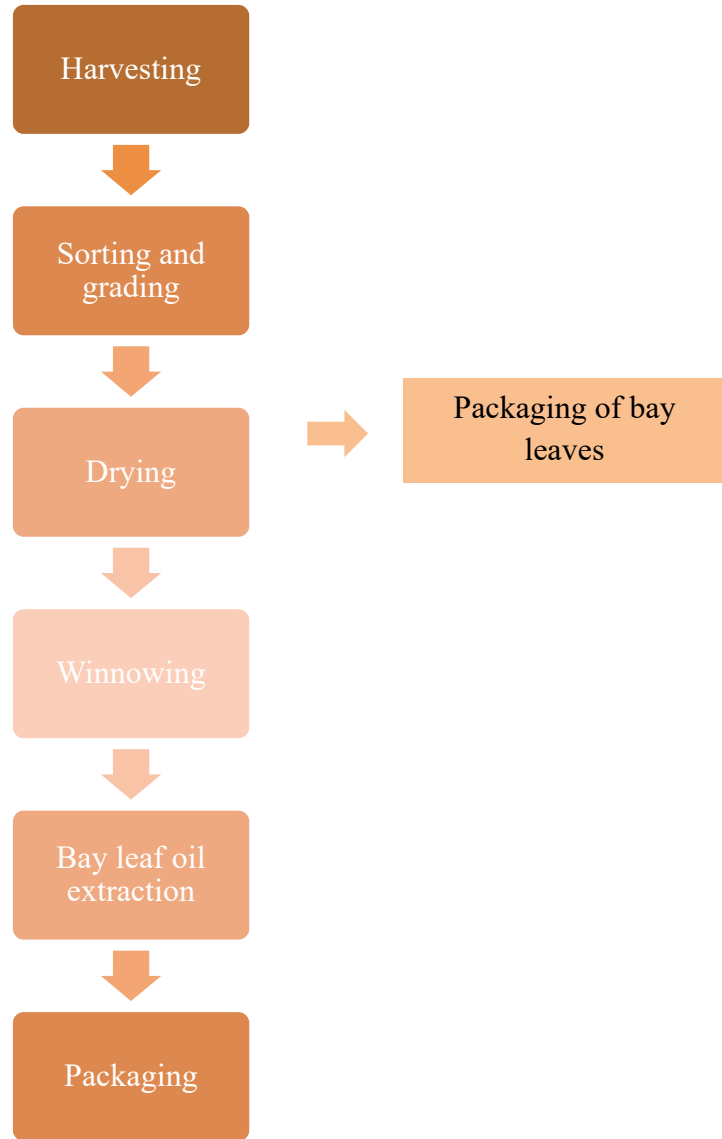 Harvesting
Sorting and
grading
Drying
Packaging of bay
leaves
Winnowing
Bay leaf oil
extraction
Packaging